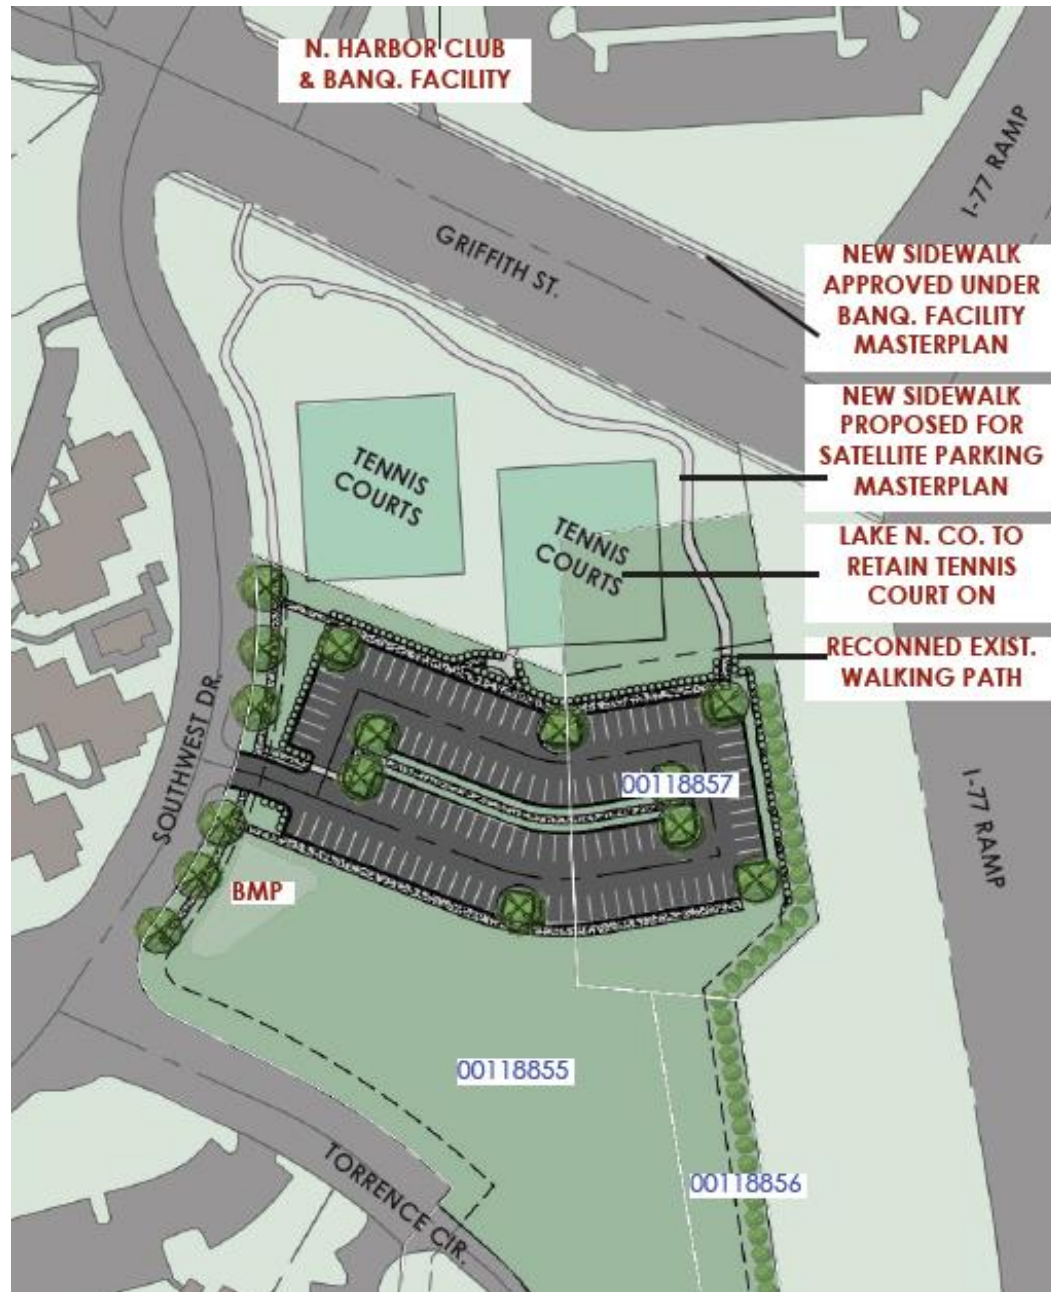 N. HARBOR CLUB
& BANQ. FACILITY
I-77 RAMP
GRIFFITH ST.
NEW SIDEWALK
APPROVED UNDER
BANQ. FACILITY
MASTERPLAN
NEW SIDEWALK
PROPOSED FOR
SATELLITE PARKING
MASTERPLAN
TENNIS
COURTS
TENNIS
COURTS
LAKE N. CO. TO
RETAIN TENNIS
COURT ON
RECONNED EXIST.
WALKING PATH
SOUTHWEST DR.
00118857
I-77 RAMP
BMP
00118855
TORRENCE CIR.
00118856